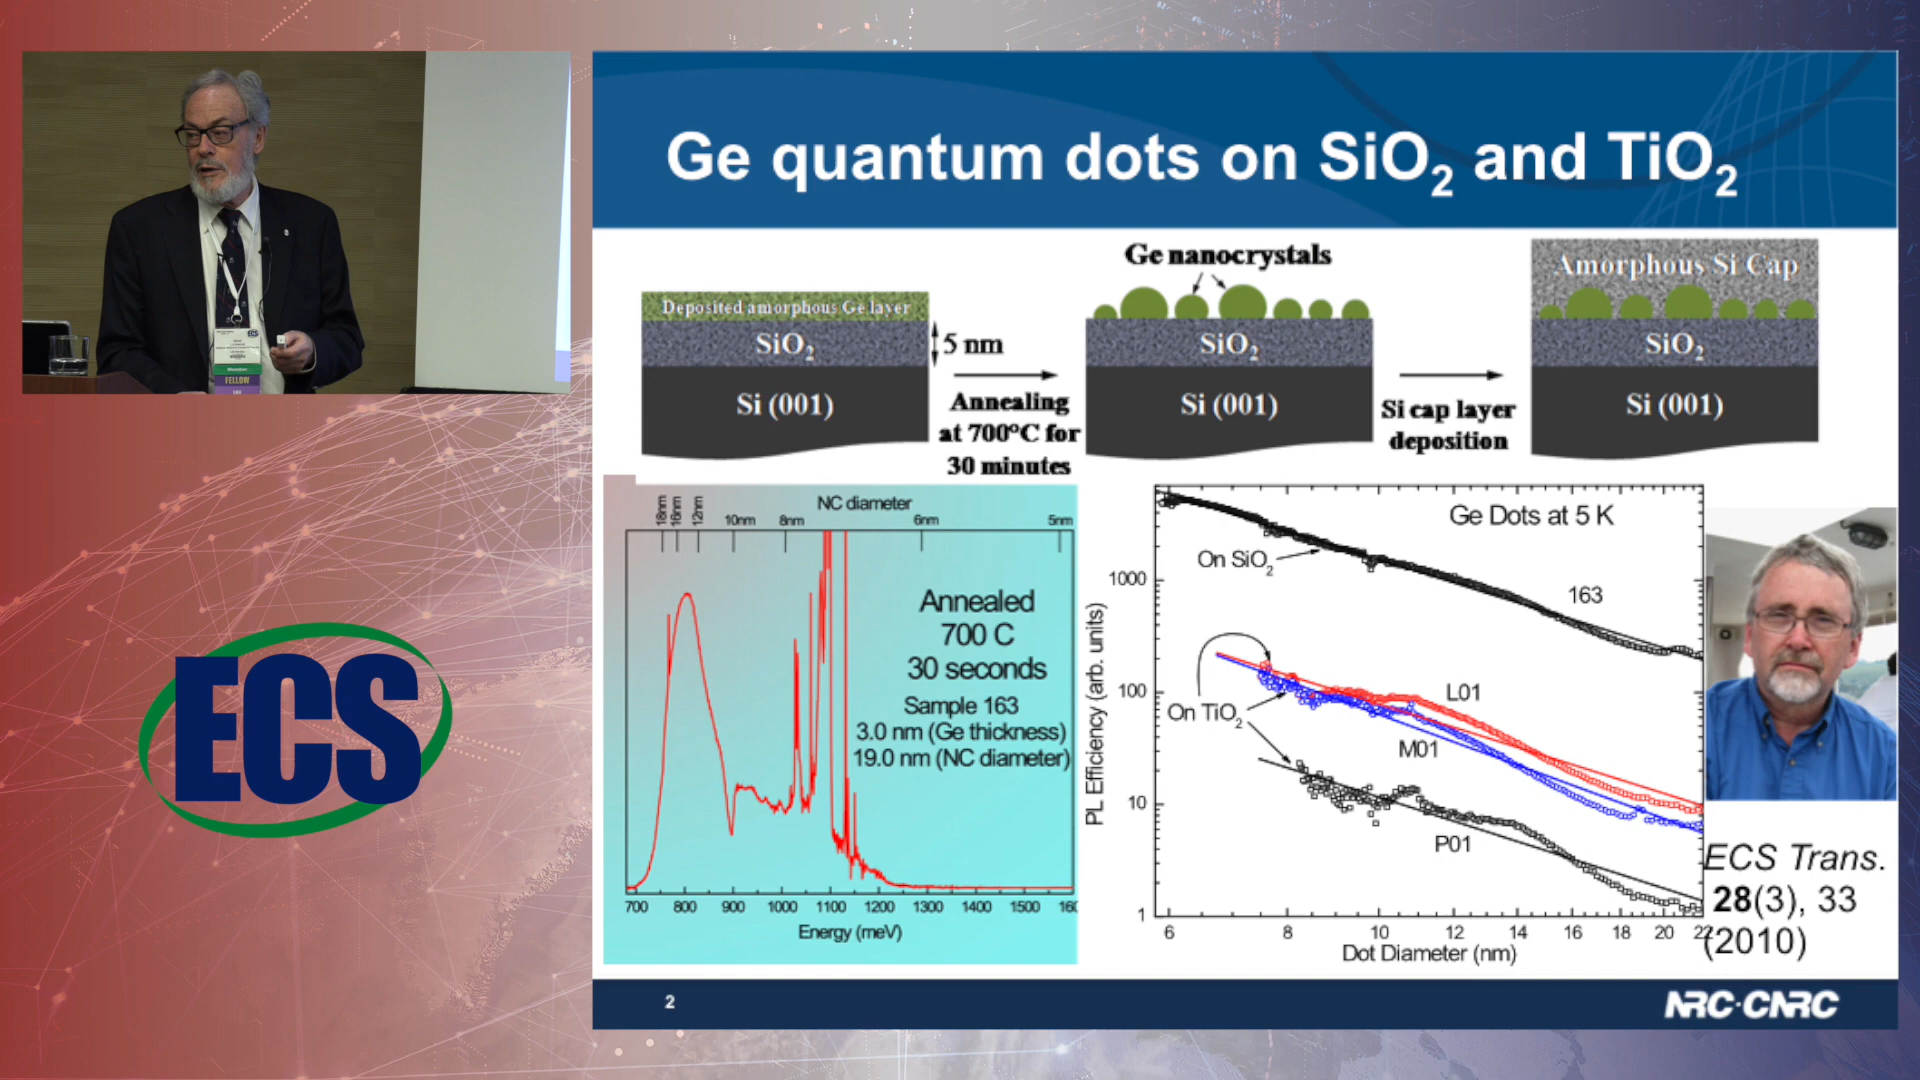 Ge quantum dots on SiO₂ and TiO₂
Deposited amorphous Ge layer
SiO₂
Si (001)
5 nm
Annealing
at 700°C for
30 minutes
Ge nanocrystals
SiO₂
Si (001)
Si cap layer
deposition
Amorphous Si Cap
SiO₂
Si (001)
NC diameter
18nm 16nm 12nm 10nm 8nm 6nm 5nm
Annealed
700 C
30 seconds
Sample 163
3.0 nm (Ge thickness)
19.0 nm (NC diameter)
700 800 900 1000 1100 1200 1300 1400 1500 160
Energy (meV)
Ge Dots at 5 K
On SiO₂
163
L01
On TiO₂
M01
P01
PL Efficiency (arb. units)
1000
100
10
1
6 8 10 12 14 16 18 20 22
Dot Diameter (nm)
ECS Trans.
28(3), 33
(2010)
2
NRC·CNRC
ECS
FELLOW